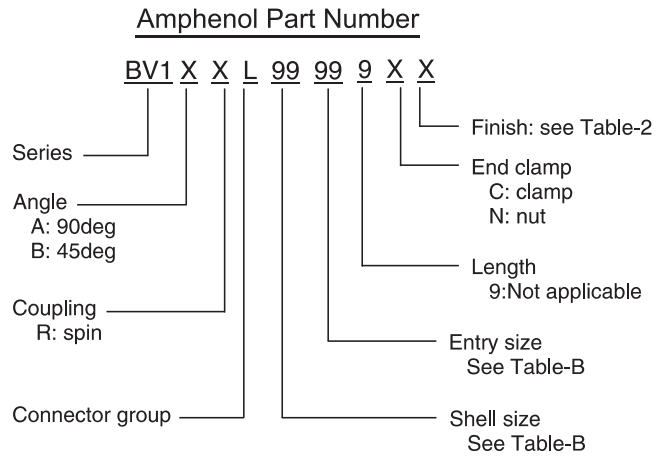 Amphenol Part Number
BV1 X X L 99 99 9 X X
Series
Angle
A: 90deg
B: 45deg
Coupling
R: spin
Connector group
Finish: see Table-2
End clamp
C: clamp
N: nut
Length
9:Not applicable
Entry size
See Table-B
Shell size
See Table-B